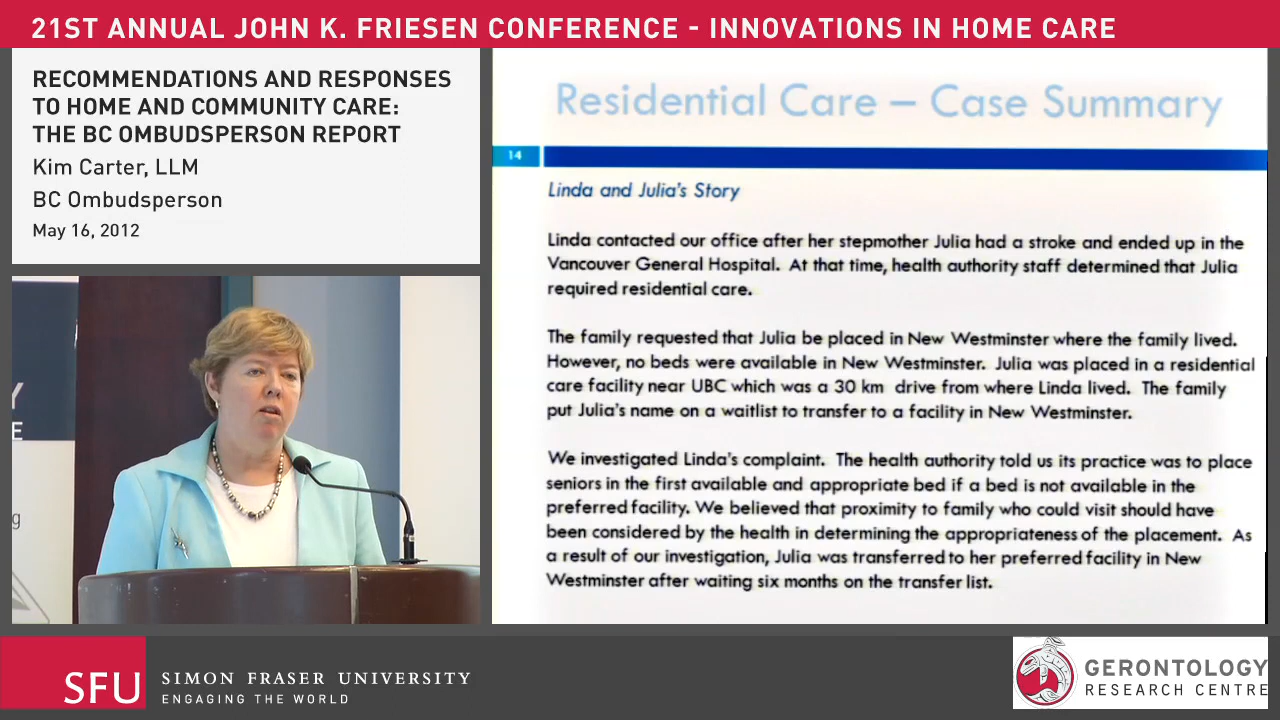 21ST ANNUAL JOHN K. FRIESEN CONFERENCE - INNOVATIONS IN HOME CARE
RECOMMENDATIONS AND RESPONSES
TO HOME AND COMMUNITY CARE:
THE BC OMBUDSPERSON REPORT
Kim Carter, LLM
BC Ombudsperson
May 16, 2012
Residential Care – Case Summary
14
Linda and Julia's Story
Linda contacted our office after her stepmother Julia had a stroke and ended up in the
Vancouver General Hospital. At that time, health authority staff determined that Julia
required residential care.
The family requested that Julia be placed in New Westminster where the family lived.
However, no beds were available in New Westminster. Julia was placed in a residential
care facility near UBC which was a 30 km drive from where Linda lived. The family
put Julia's name on a waitlist to transfer to a facility in New Westminster.
We investigated Linda's complaint. The health authority told us its practice was to place
seniors in the first available and appropriate bed if a bed is not available in the
preferred facility. We believed that proximity to family who could visit should have
been considered by the health in determining the appropriateness of the placement. As
a result of our investigation, Julia was transferred to her preferred facility in New
Westminster after waiting six months on the transfer list.
Y
E
g
SFU
SIMON FRASER UNIVERSITY
ENGAGING THE WORLD
GERONTOLOGY
RESEARCH CENTRE